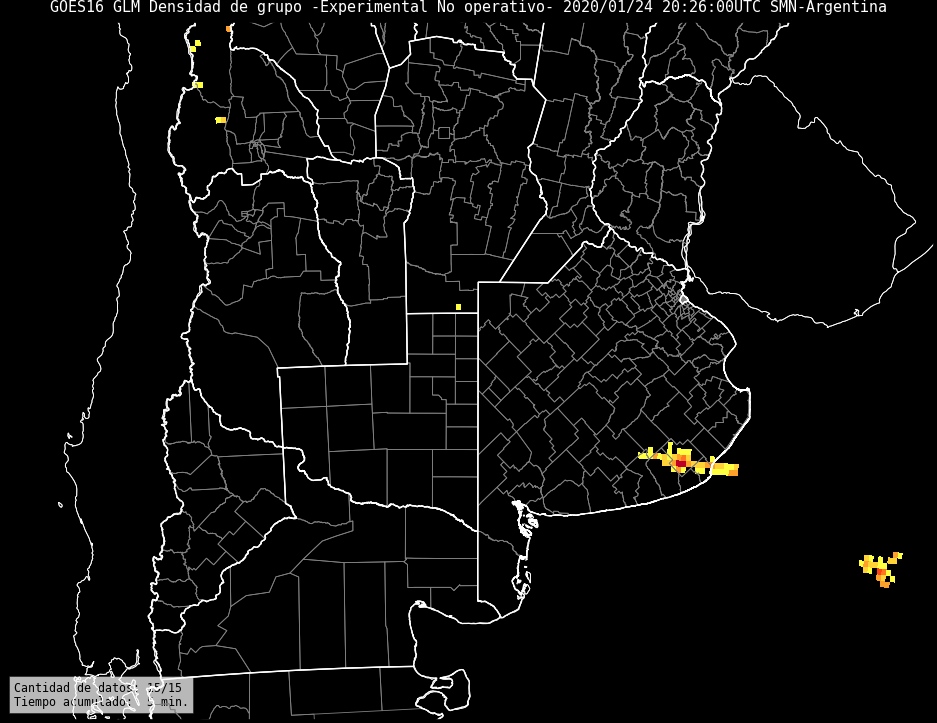 GOES16 GLM Densidad de grupo -Experimental No operativo- 2020/01/24 20:26:00UTC SMN-Argentina
Cantidad de datos: 15/15
Tiempo acumulado: 5 min.